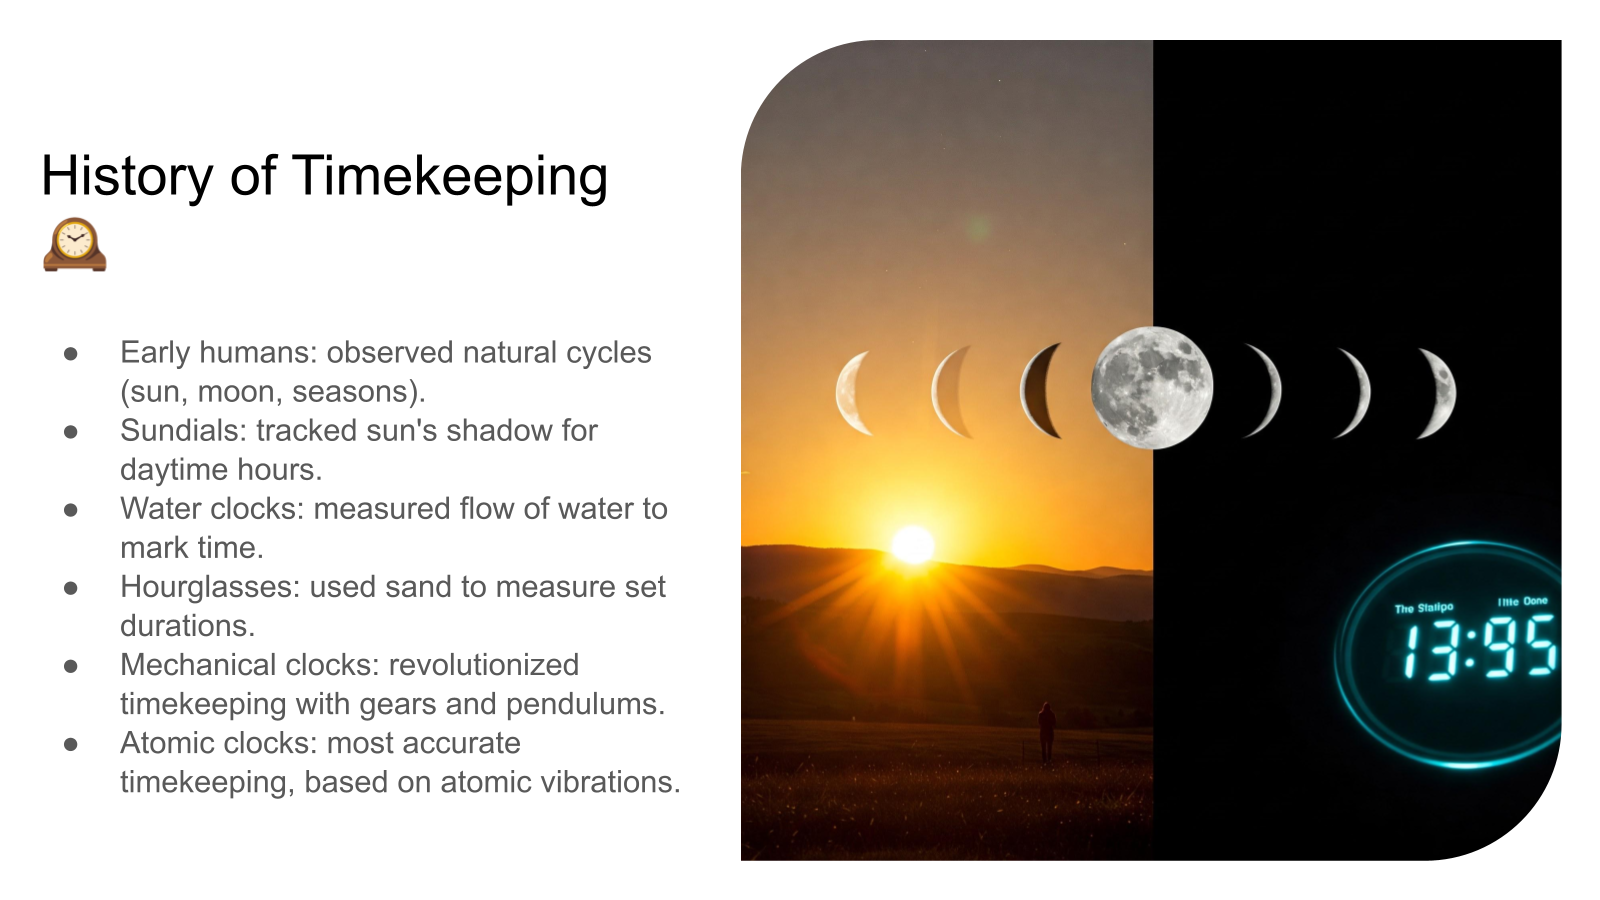 History of Timekeeping
● Early humans: observed natural cycles
(sun, moon, seasons).
● Sundials: tracked sun's shadow for
daytime hours.
● Water clocks: measured flow of water to
mark time.
● Hourglasses: used sand to measure set
durations.
● Mechanical clocks: revolutionized
timekeeping with gears and pendulums.
● Atomic clocks: most accurate
timekeeping, based on atomic vibrations.
The Stalipo
Done
13:95